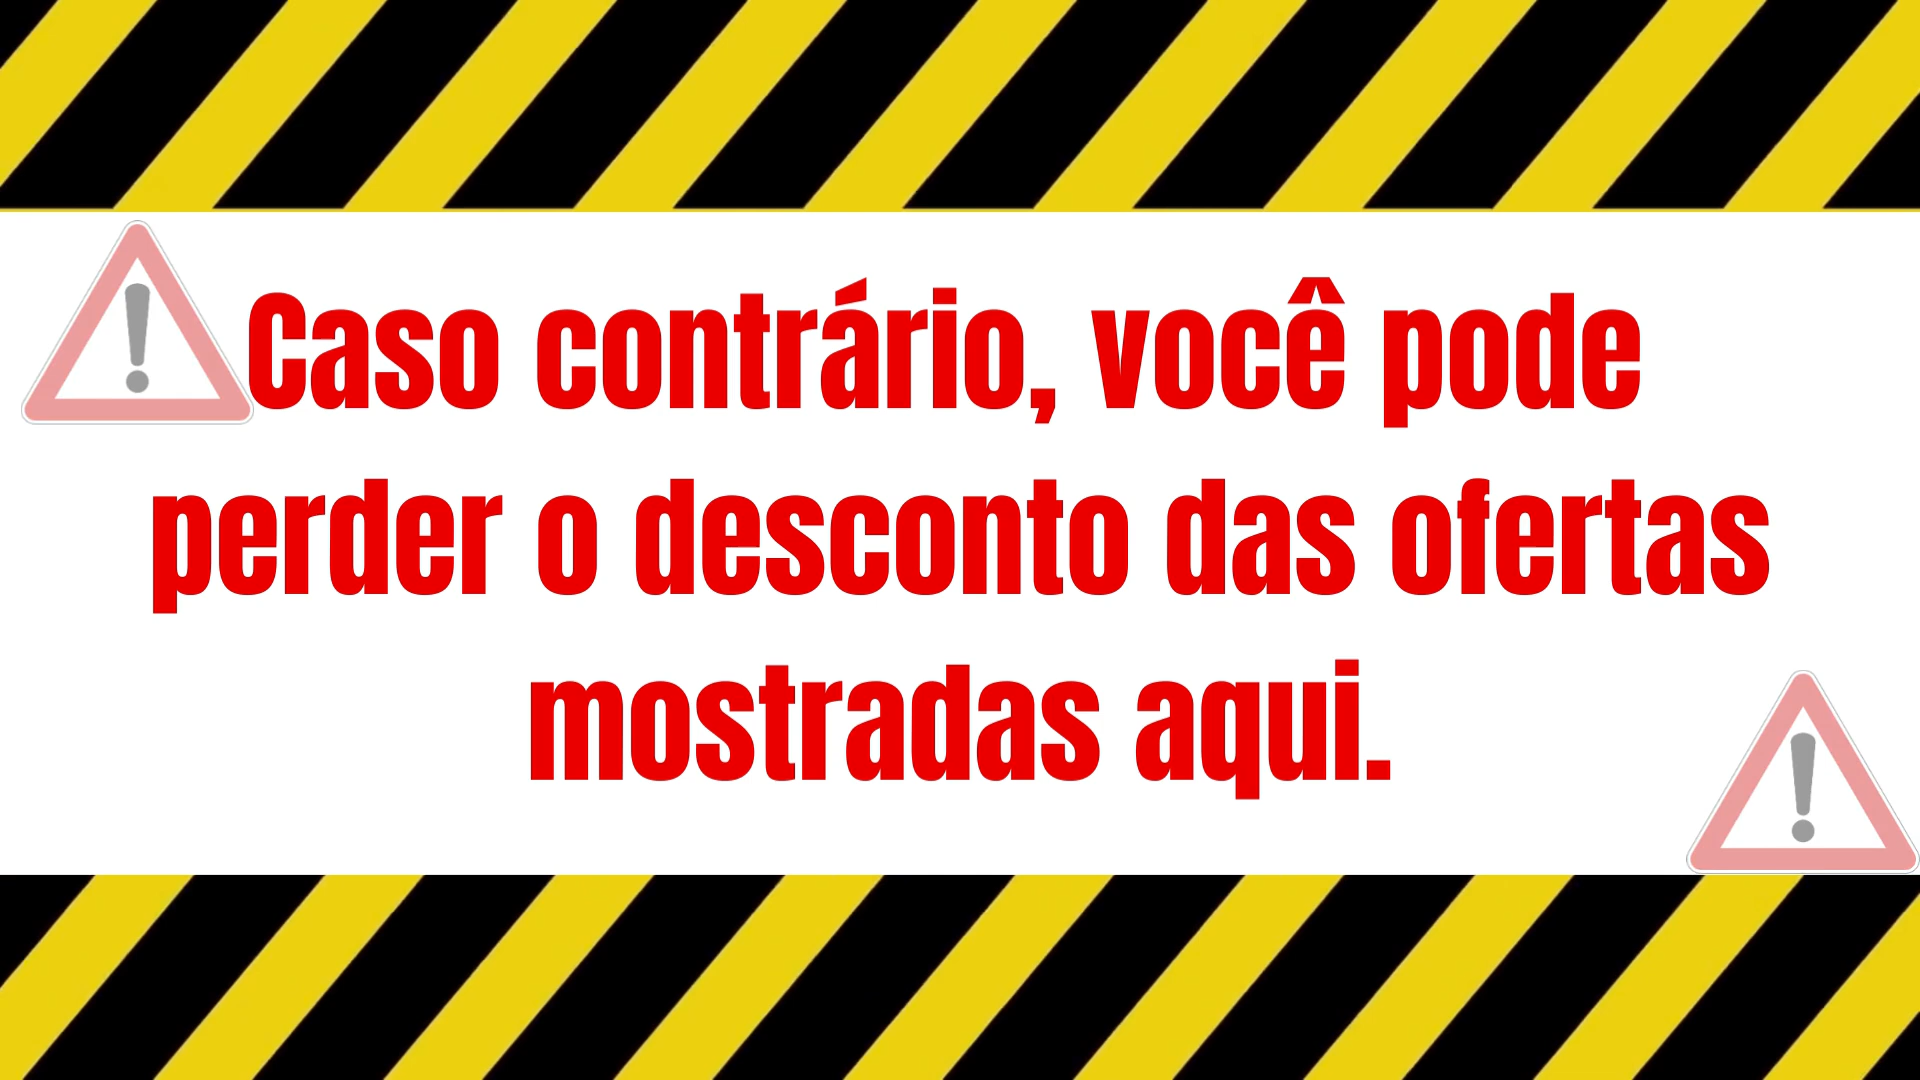 Caso contrário, você pode
perder o desconto das ofertas
mostradas aqui.